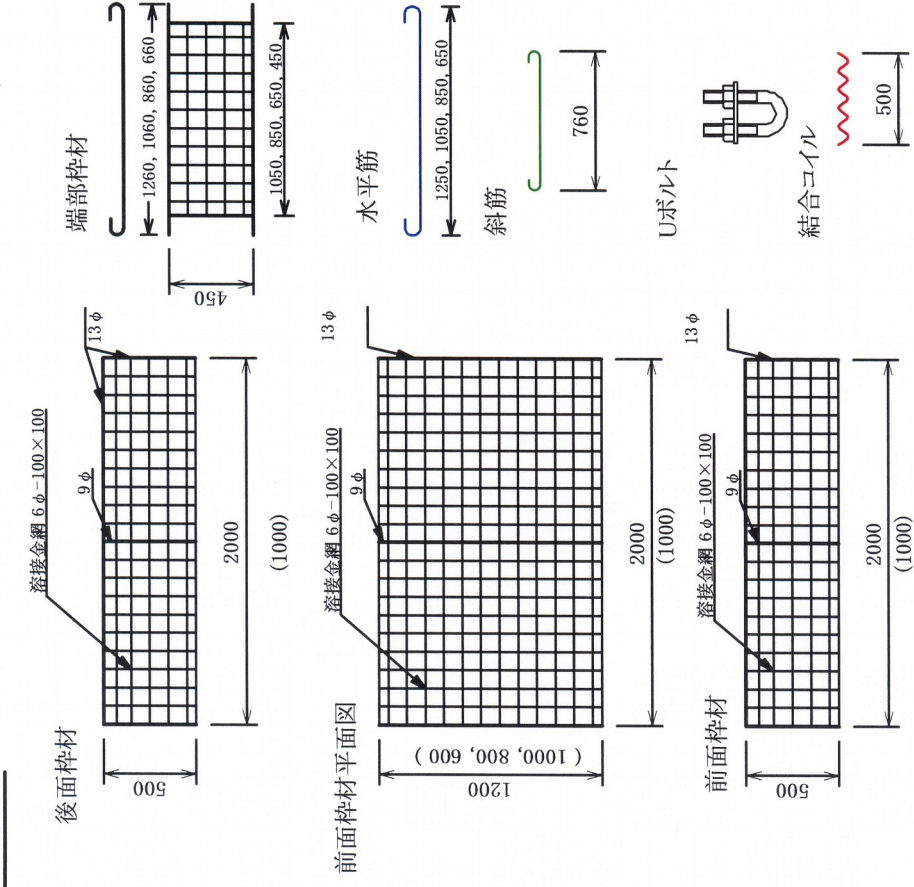 後面枠材
500
溶接金網 6φ-100×100
9φ
13φ
2000
(1000)
前面枠材平面図
1200
(1000, 800, 600)
溶接金網 6φ-100×100
9φ
13φ
2000
(1000)
前面枠材
500
溶接金網 6φ-100×100
9φ
13φ
2000
(1000)
端部枠材
1260, 1060, 860, 660
450
1050, 850, 650, 450
水平筋
1250, 1050, 850, 650
斜筋
760
Uボルト
結合コイル
500